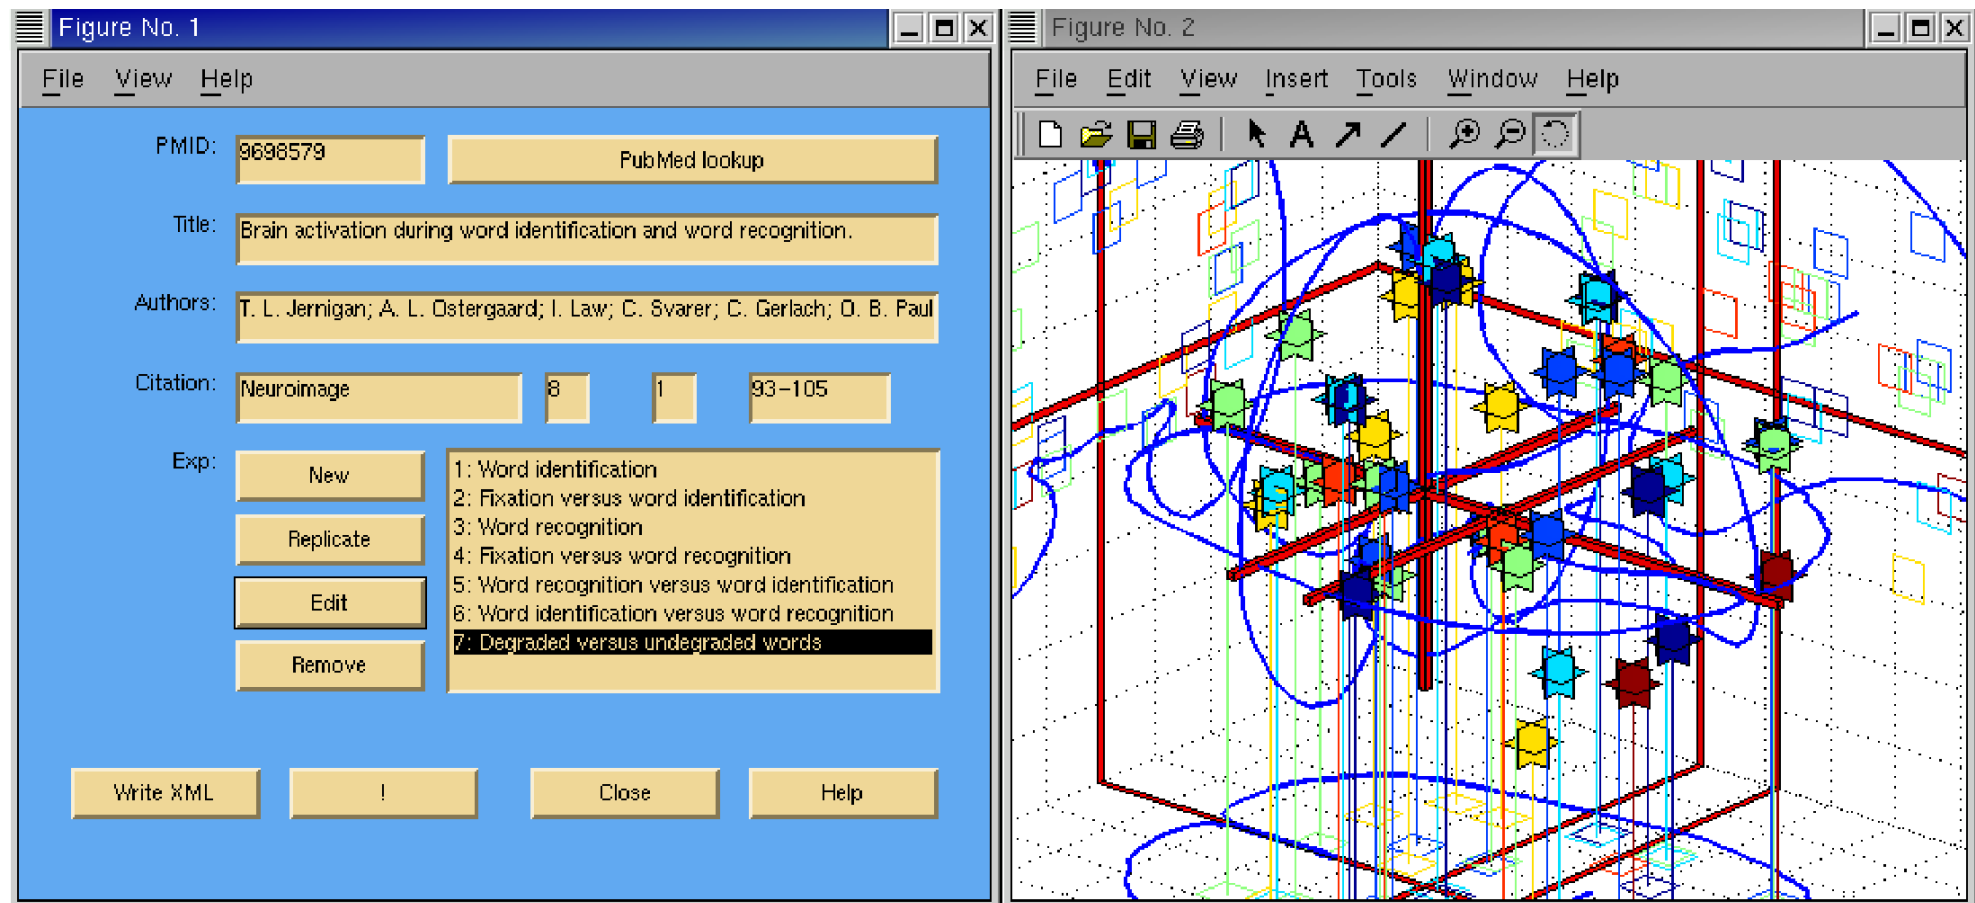 Figure No. 1
File View Help
PMID: 9698579 PubMed lookup
Title: Brain activation during word identification and word recognition.
Authors: T. L. Jernigan; A. L. Ostergaard; I. Law; C. Svarer; C. Gerlach; O. B. Paul
Citation: Neuroimage 8 1 93-105
Exp:
New
Replicate
Edit
Remove
1: Word identification
2: Fixation versus word identification
3: Word recognition
4: Fixation versus word recognition
5: Word recognition versus word identification
6: Word identification versus word recognition
7: Degraded versus undegraded words
Write XML ! Close Help
Figure No. 2
File Edit View Insert Tools Window Help
A